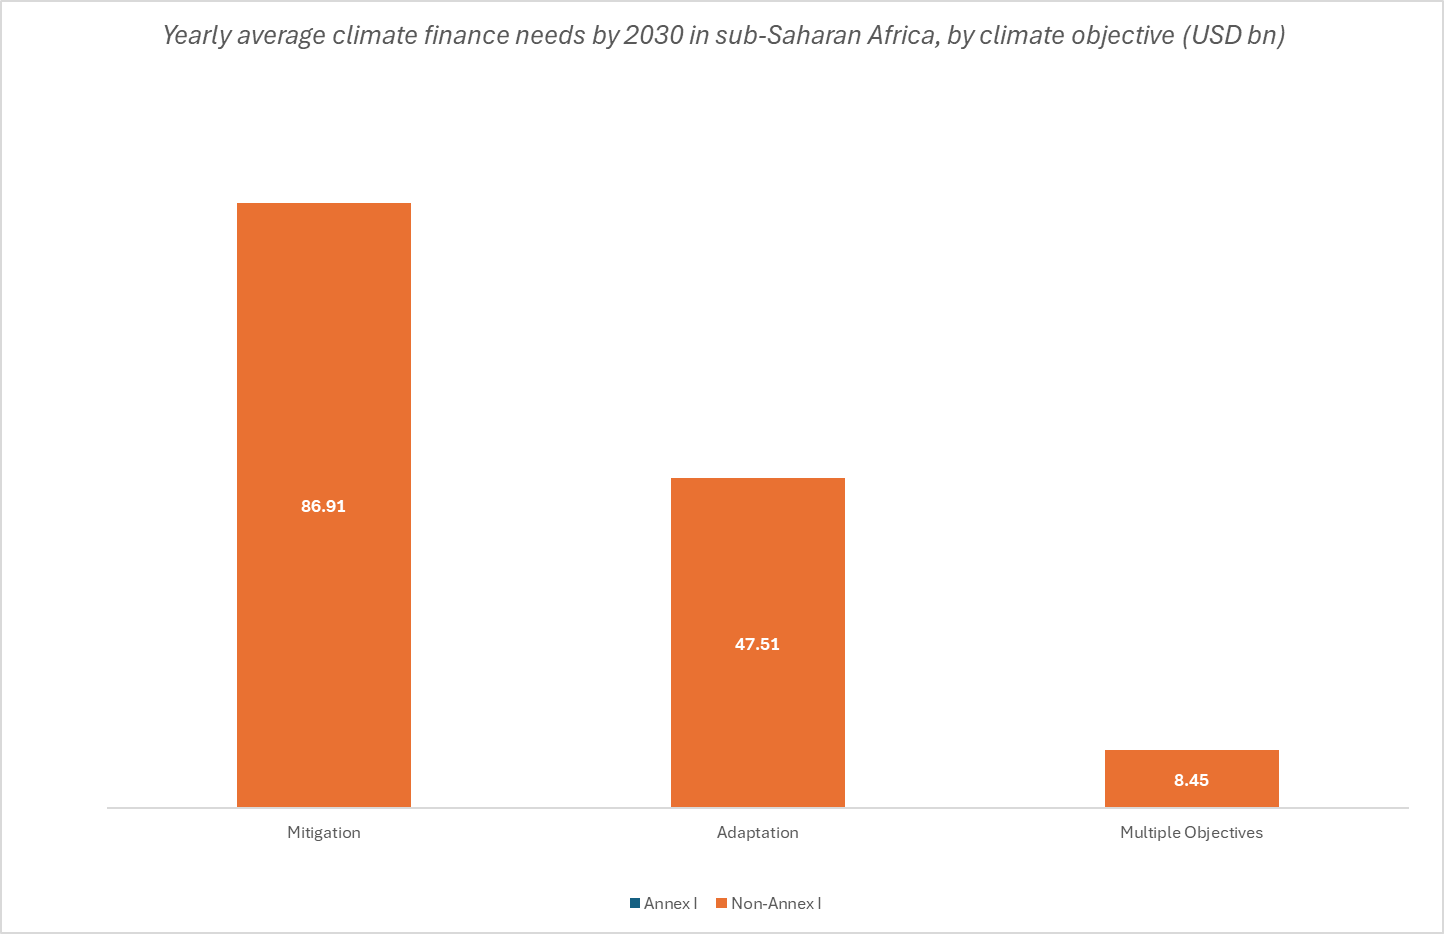 Yearly average climate finance needs by 2030 in sub-Saharan Africa, by climate objective (USD bn)
86.91
47.51
8.45
Mitigation
Adaptation
Multiple Objectives
Annex I
Non-Annex I